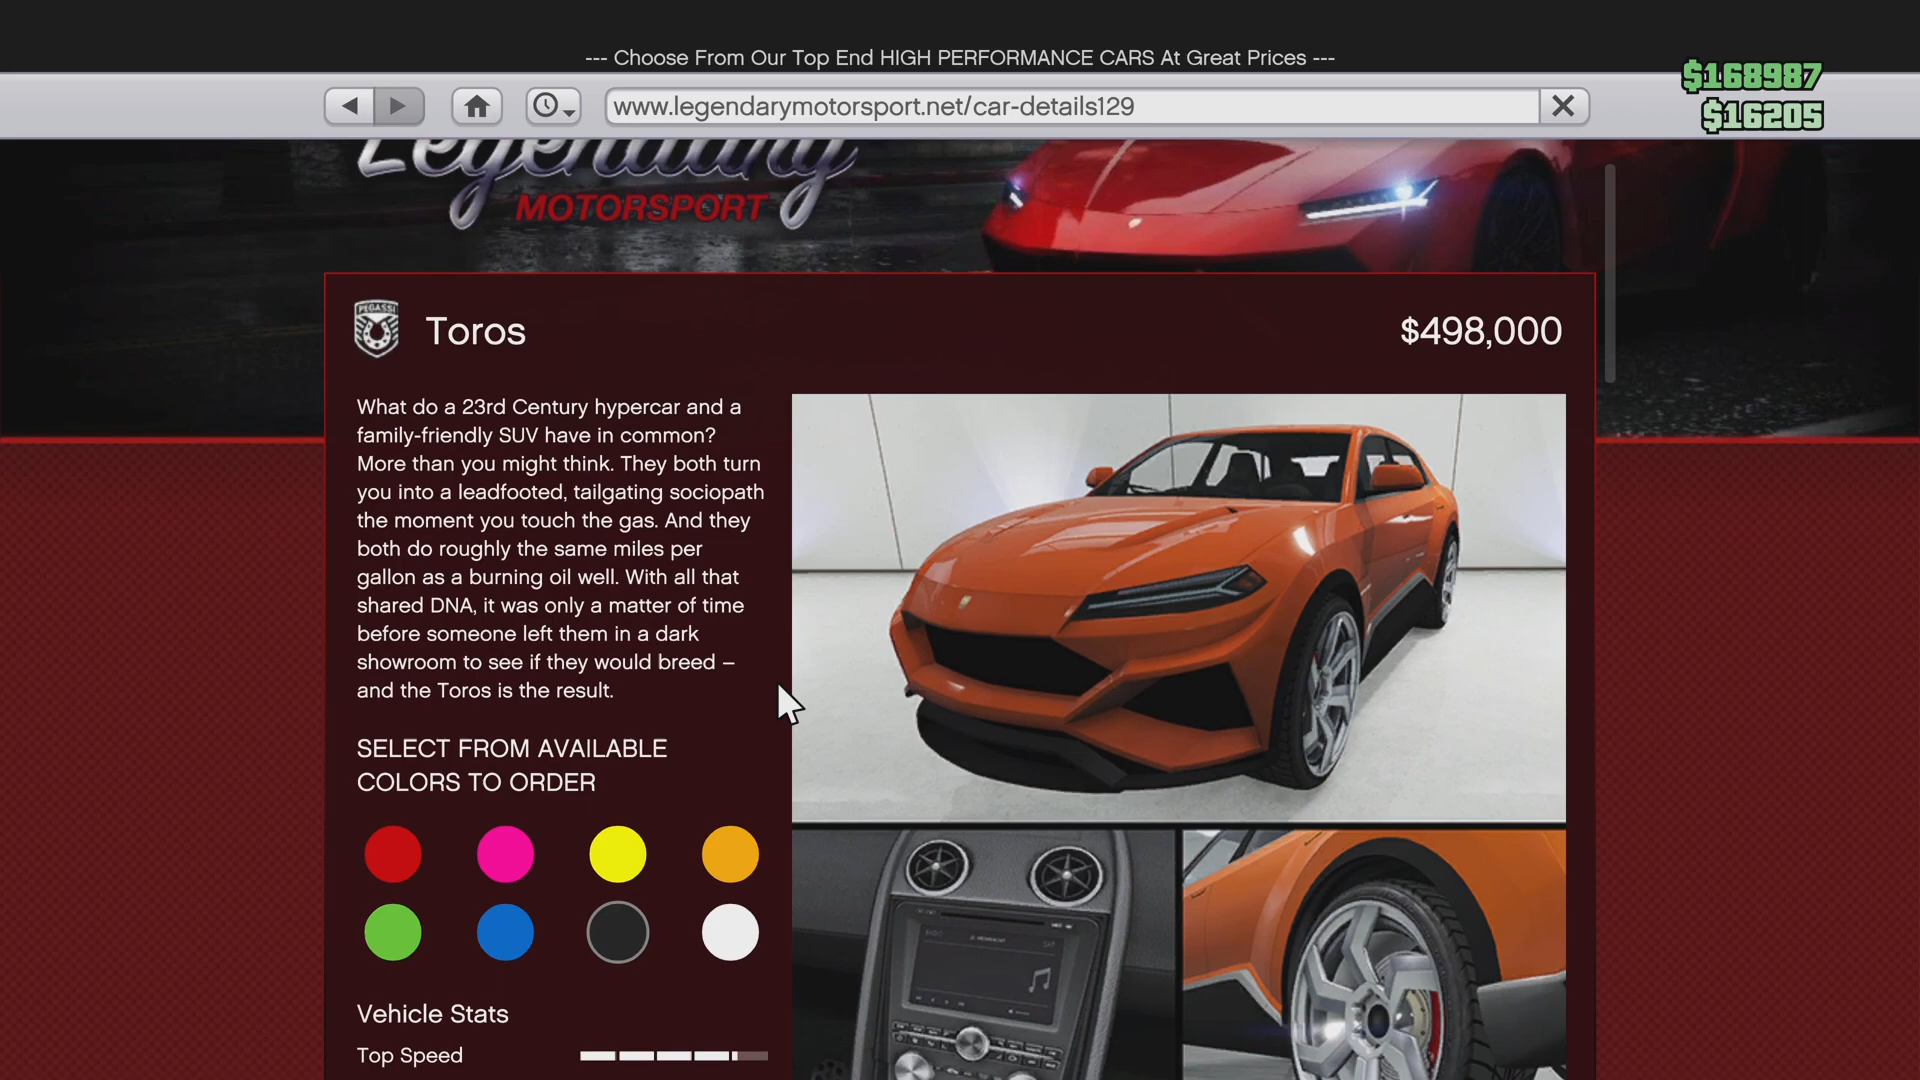 --- Choose From Our Top End HIGH PERFORMANCE CARS At Great Prices ---
$168987
www.legendarymotorsport.net/car-details129
$16205
Legendary
MOTORSPORT
PEGASSI
Toros
$498,000
What do a 23rd Century hypercar and a
family-friendly SUV have in common?
More than you might think. They both turn
you into a leadfooted, tailgating sociopath
the moment you touch the gas. And they
both do roughly the same miles per
gallon as a burning oil well. With all that
shared DNA, it was only a matter of time
before someone left them in a dark
showroom to see if they would breed –
and the Toros is the result.
SELECT FROM AVAILABLE
COLORS TO ORDER
Vehicle Stats
Top Speed